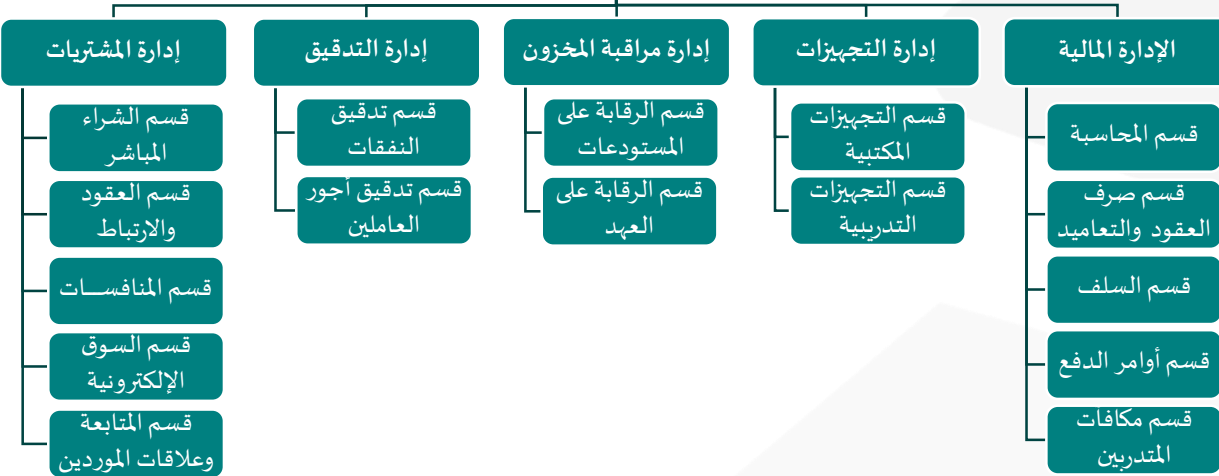 الإدارة المالية
قسم المحاسبة
قسم صرف
العقود والتعاميد
قسم السلف
قسم أوامر الدفع
قسم مكافات
المتدربين
إدارة التجهيزات
قسم التجهيزات
المكتبية
قسم التجهيزات
التدريبية
إدارة مراقبة المخزون
قسم الرقابة على
المستودعات
قسم الرقابة على
العهد
إدارة التدقيق
قسم تدقيق
النفقات
قسم تدقيق أجور
العاملين
إدارة المشتريات
قسم الشراء
المباشر
قسم العقود
والارتباط
قسم المنافســات
قسم السوق
الإلكترونية
قسم المتابعة
وعلاقات الموردين